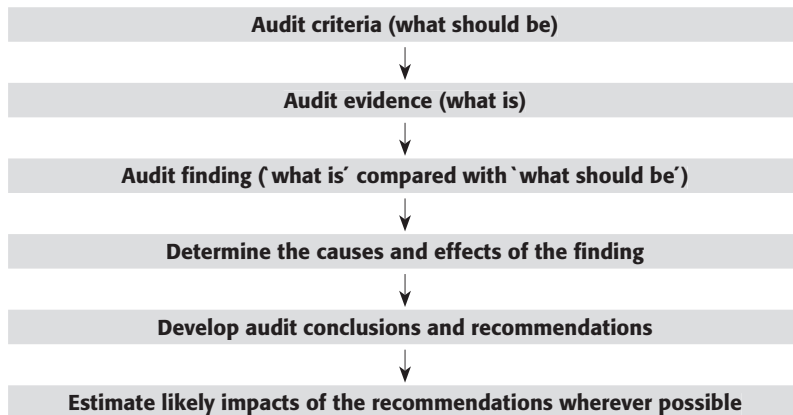 Audit criteria (what should be)
Audit evidence (what is)
Audit finding (`what is´ compared with `what should be´)
Determine the causes and effects of the finding
Develop audit conclusions and recommendations
Estimate likely impacts of the recommendations wherever possible